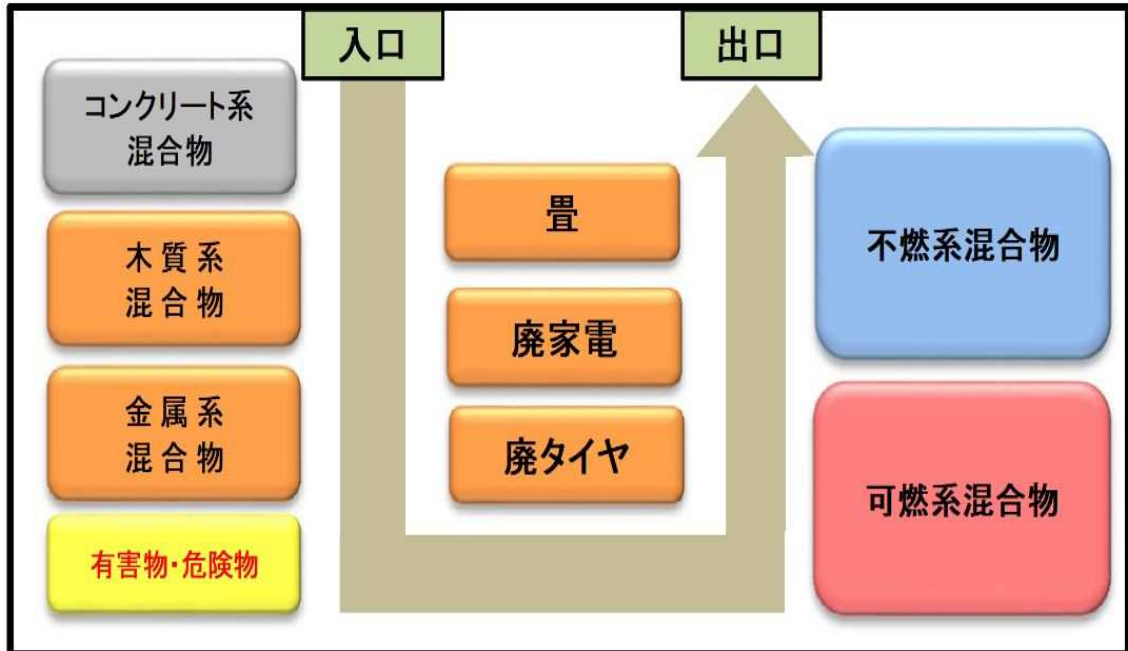 入口
出口
コンクリート系
混合物
木質系
混合物
金属系
混合物
有害物・危険物
畳
廃家電
廃タイヤ
不燃系混合物
可燃系混合物